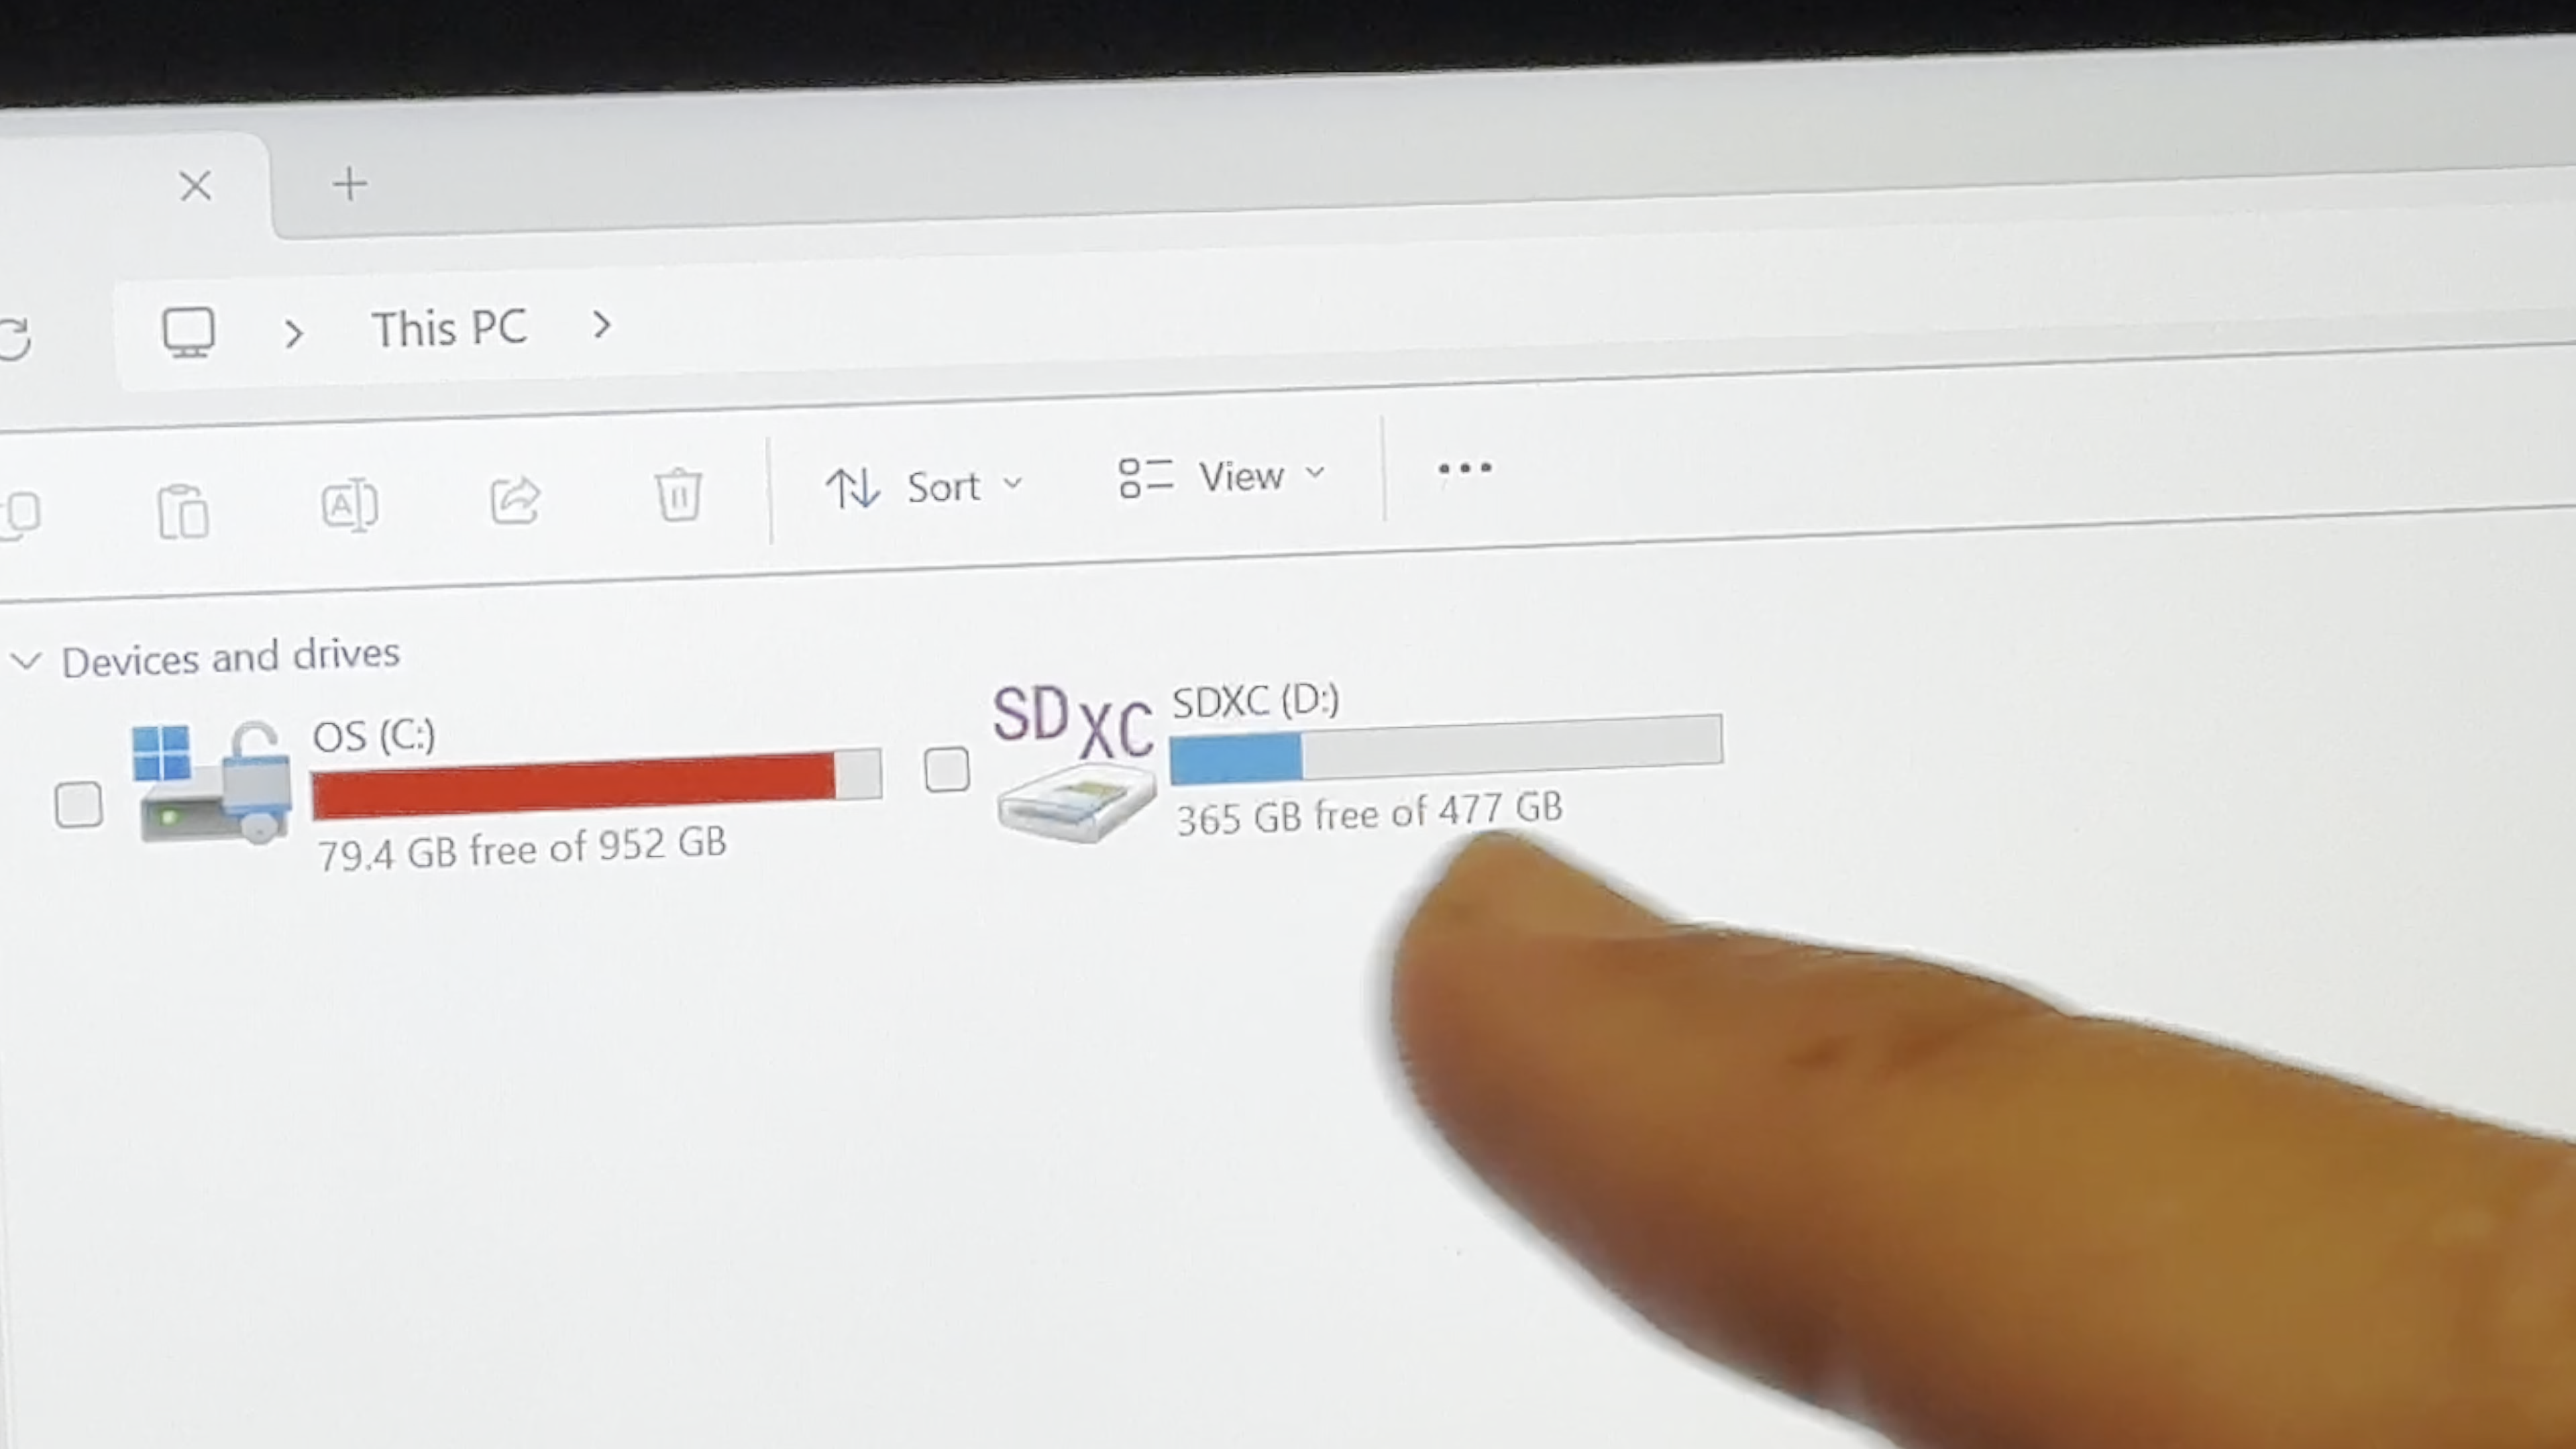 This PC
Sort
View
Devices and drives
OS (C:)
79.4 GB free of 952 GB
SDXC
SDXC (D:)
365 GB free of 477 GB